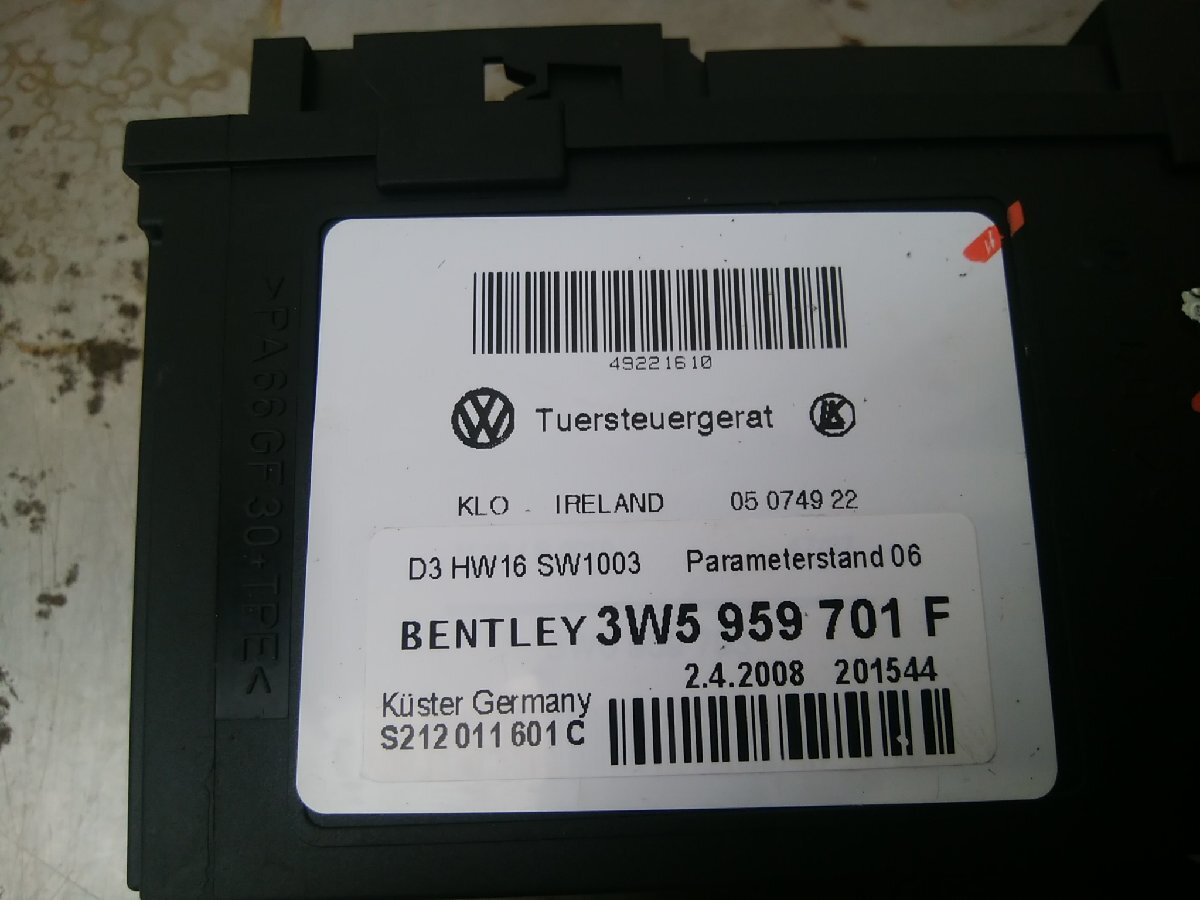 >PA66GF30+TPE<
49221610
VW Tuersteuergerat K
KLO IRELAND 05 0749 22
D3 HW16 SW1003 Parameterstand 06
BENTLEY 3W5 959 701 F
2.4.2008 201544
Küster Germany
S212 011 601 C